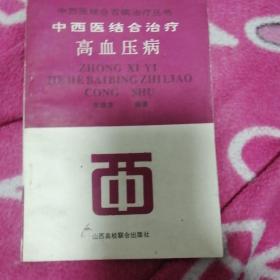 中西医结合百病治疗丛书
中西医结合治疗
高血压病
ZHONG XI YI
JIE HE BAI BING ZHI LIAO
CONG SHU
编著
山西高校联合出版社